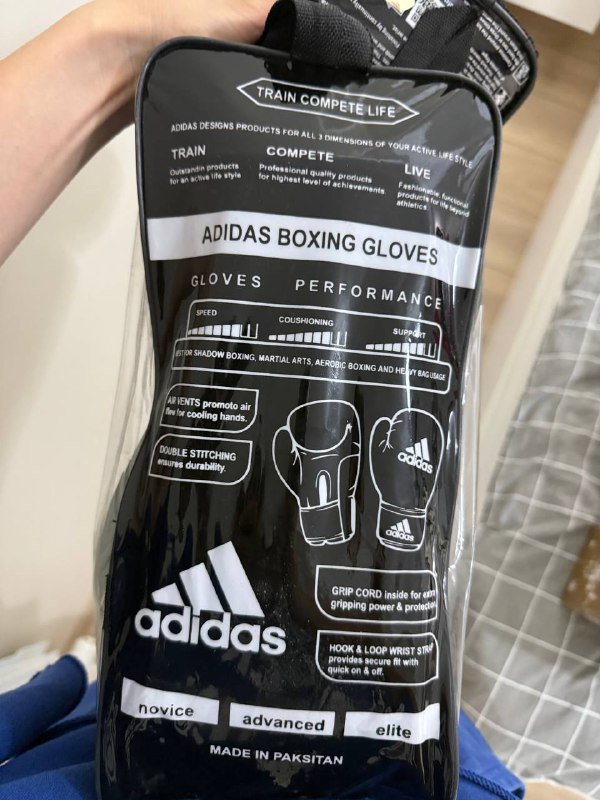 TRAIN COMPETE LIFE
ADIDAS DESIGNS PRODUCTS FOR ALL 3 DIMENSIONS OF YOUR ACTIVE LIFE STYLE
TRAIN
Outstandin products
for an active life style
COMPETE
Professional quality products
for highest level of achievements
LIVE
Fashionable, functional
products for life beyond
athletics
ADIDAS BOXING GLOVES
GLOVES PERFORMANCE
SPEED
COUSHIONING
SUPPORT
BEST FOR SHADOW BOXING, MARTIAL ARTS, AEROBIC BOXING AND HEAVY BAG USAGE
AIR VENTS promoto air
flew for cooling hands.
DOUBLE STITCHING
ensures durability.
adidas
adidas
GRIP CORD inside for extra
gripping power & protection
HOOK & LOOP WRIST STRAP
provides secure fit with
quick on & off.
adidas
novice
advanced
elite
MADE IN PAKSITAN